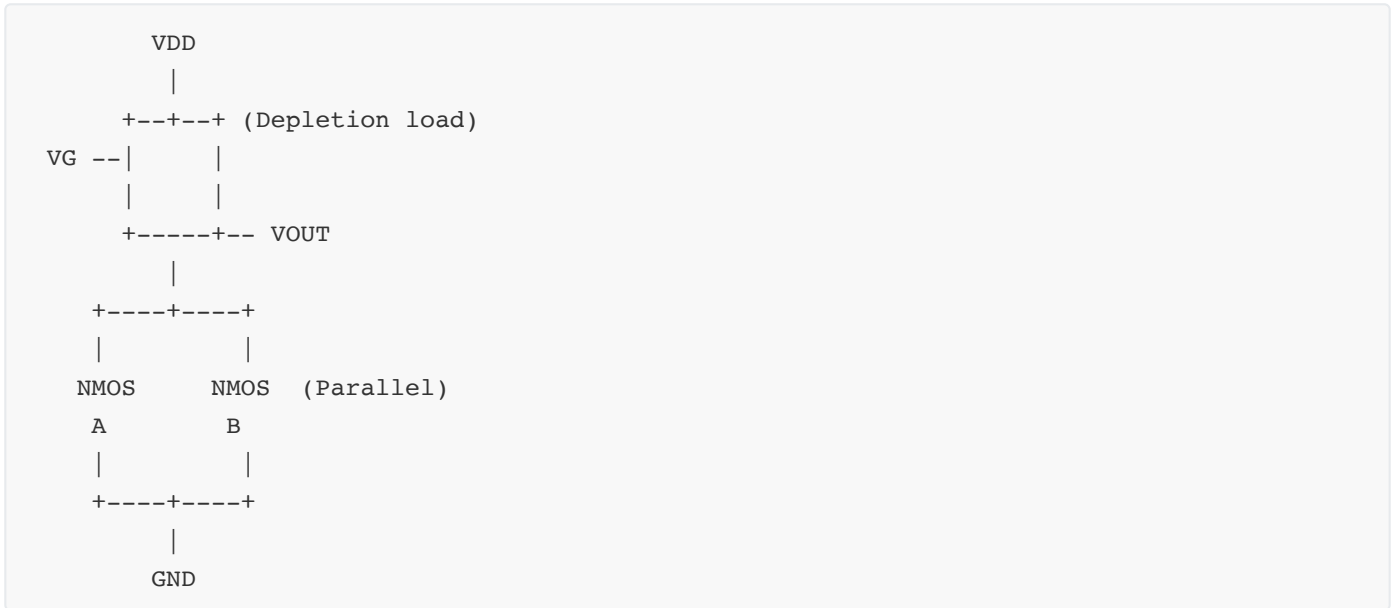 VDD
|
+--+--+ (Depletion load)
VG --|     |
|     |
+-----+-- VOUT
|
+----+----+
|         |
NMOS     NMOS  (Parallel)
A        B
|         |
+----+----+
|
GND